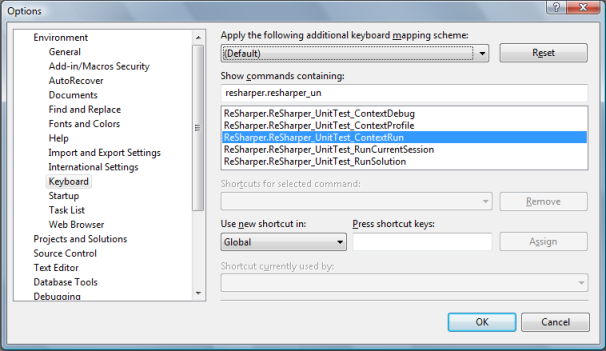 Options
Environment
General
Add-in/Macros Security
AutoRecover
Documents
Find and Replace
Fonts and Colors
Help
Import and Export Settings
International Settings
Keyboard
Startup
Task List
Web Browser
Projects and Solutions
Source Control
Text Editor
Database Tools
Debugging
Apply the following additional keyboard mapping scheme:
(Default)
Reset
Show commands containing:
resharper.resharper_un
ReSharper.ReSharper_UnitTest_ContextDebug
ReSharper.ReSharper_UnitTest_ContextProfile
ReSharper.ReSharper_UnitTest_ContextRun
ReSharper.ReSharper_UnitTest_RunCurrentSession
ReSharper.ReSharper_UnitTest_RunSolution
Shortcuts for selected command:
Remove
Use new shortcut in:
Press shortcut keys:
Global
Assign
Shortcut currently used by:
OK
Cancel